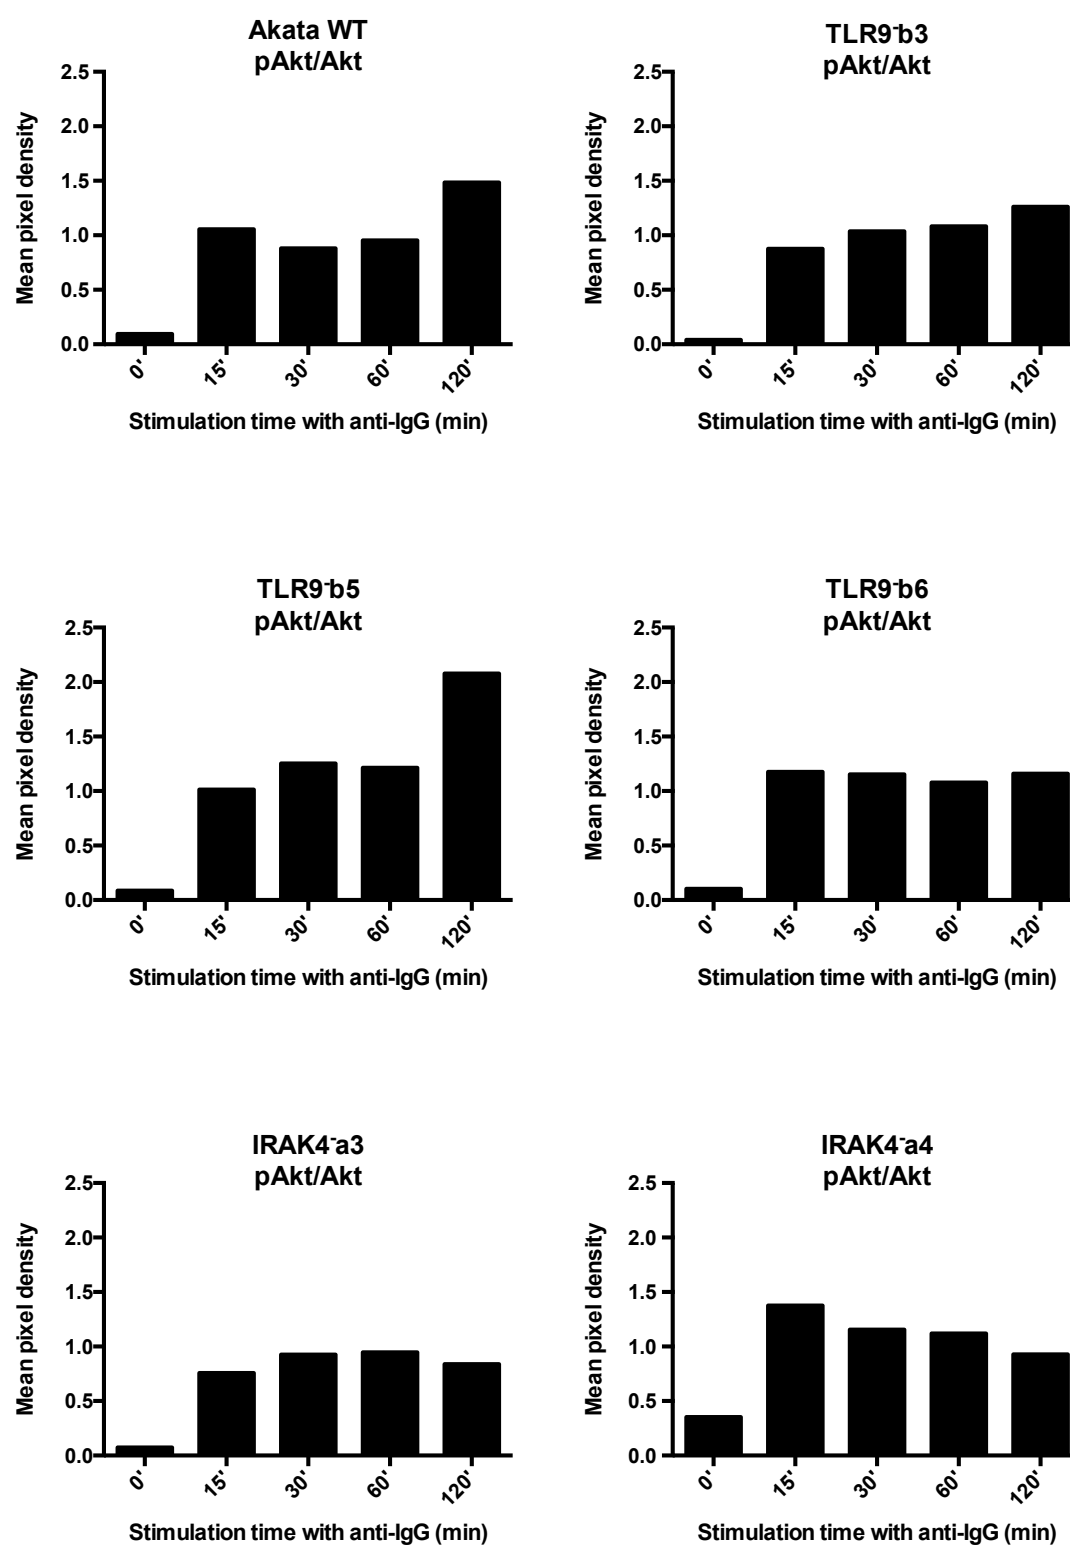 Akata WT
pAkt/Akt
2.5
2.0
1.5
1.0
0.5
0.0
Mean pixel density
0' 15' 30' 60' 120'
Stimulation time with anti-IgG (min)
TLR9⁻b3
pAkt/Akt
2.5
2.0
1.5
1.0
0.5
0.0
Mean pixel density
0' 15' 30' 60' 120'
Stimulation time with anti-IgG (min)
TLR9⁻b5
pAkt/Akt
2.5
2.0
1.5
1.0
0.5
0.0
Mean pixel density
0' 15' 30' 60' 120'
Stimulation time with anti-IgG (min)
TLR9⁻b6
pAkt/Akt
2.5
2.0
1.5
1.0
0.5
0.0
Mean pixel density
0' 15' 30' 60' 120'
Stimulation time with anti-IgG (min)
IRAK4⁻a3
pAkt/Akt
2.5
2.0
1.5
1.0
0.5
0.0
Mean pixel density
0' 15' 30' 60' 120'
Stimulation time with anti-IgG (min)
IRAK4⁻a4
pAkt/Akt
2.5
2.0
1.5
1.0
0.5
0.0
Mean pixel density
0' 15' 30' 60' 120'
Stimulation time with anti-IgG (min)